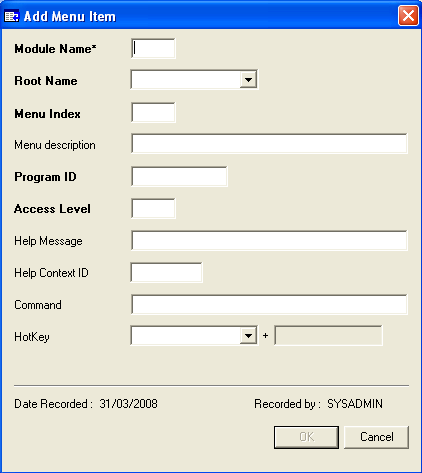 Add Menu Item
Module Name*
Root Name
Menu Index
Menu description
Program ID
Access Level
Help Message
Help Context ID
Command
HotKey +
Date Recorded : 31/03/2008 Recorded by : SYSADMIN
OK Cancel